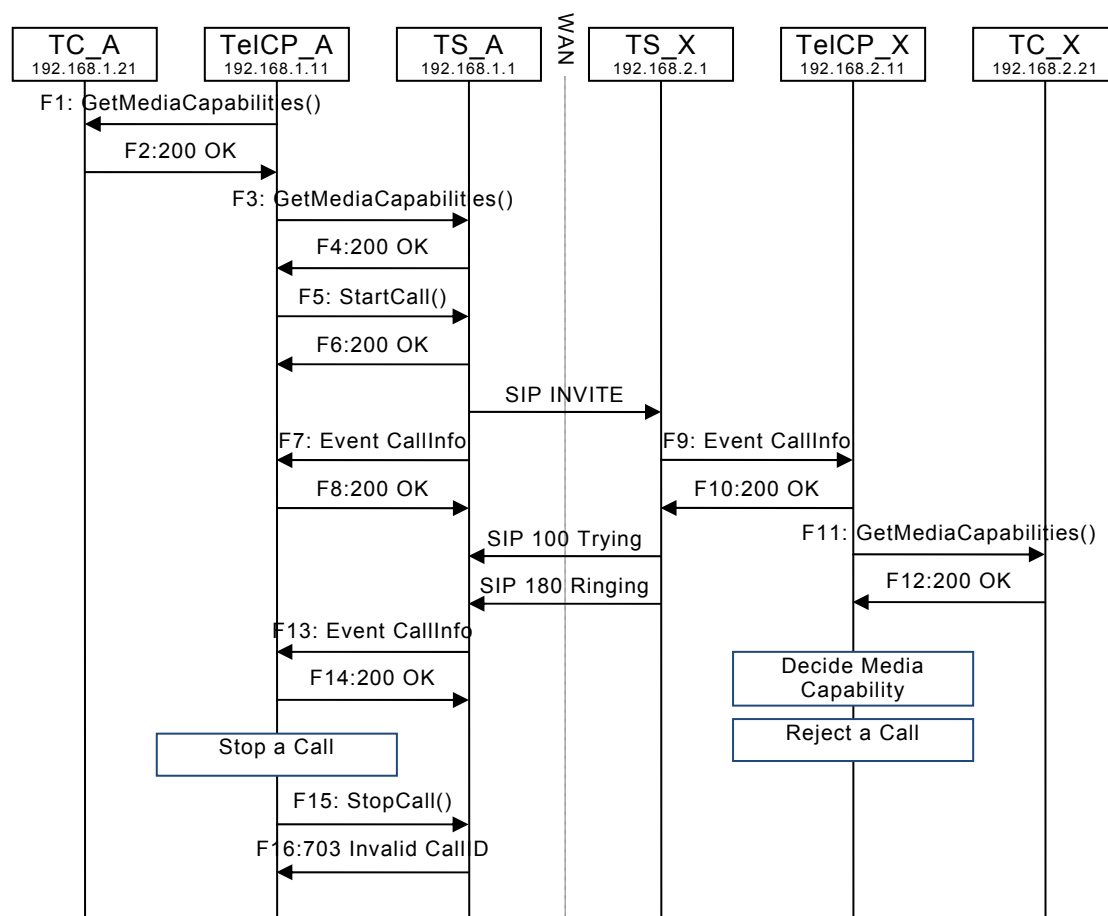 WAN
TC_A
192.168.1.21
TelCP_A
192.168.1.11
TS_A
192.168.1.1
TS_X
192.168.2.1
TelCP_X
192.168.2.11
TC_X
192.168.2.21
F1: GetMediaCapabilities()
F2:200 OK
F3: GetMediaCapabilities()
F4:200 OK
F5: StartCall()
F6:200 OK
SIP INVITE
F7: Event CallInfo
F9: Event CallInfo
F8:200 OK
F10:200 OK
F11: GetMediaCapabilities()
SIP 100 Trying
F12:200 OK
SIP 180 Ringing
F13: Event CallInfo
F14:200 OK
Decide Media
Capability
Reject a Call
Stop a Call
F15: StopCall()
F16:703 Invalid CallID